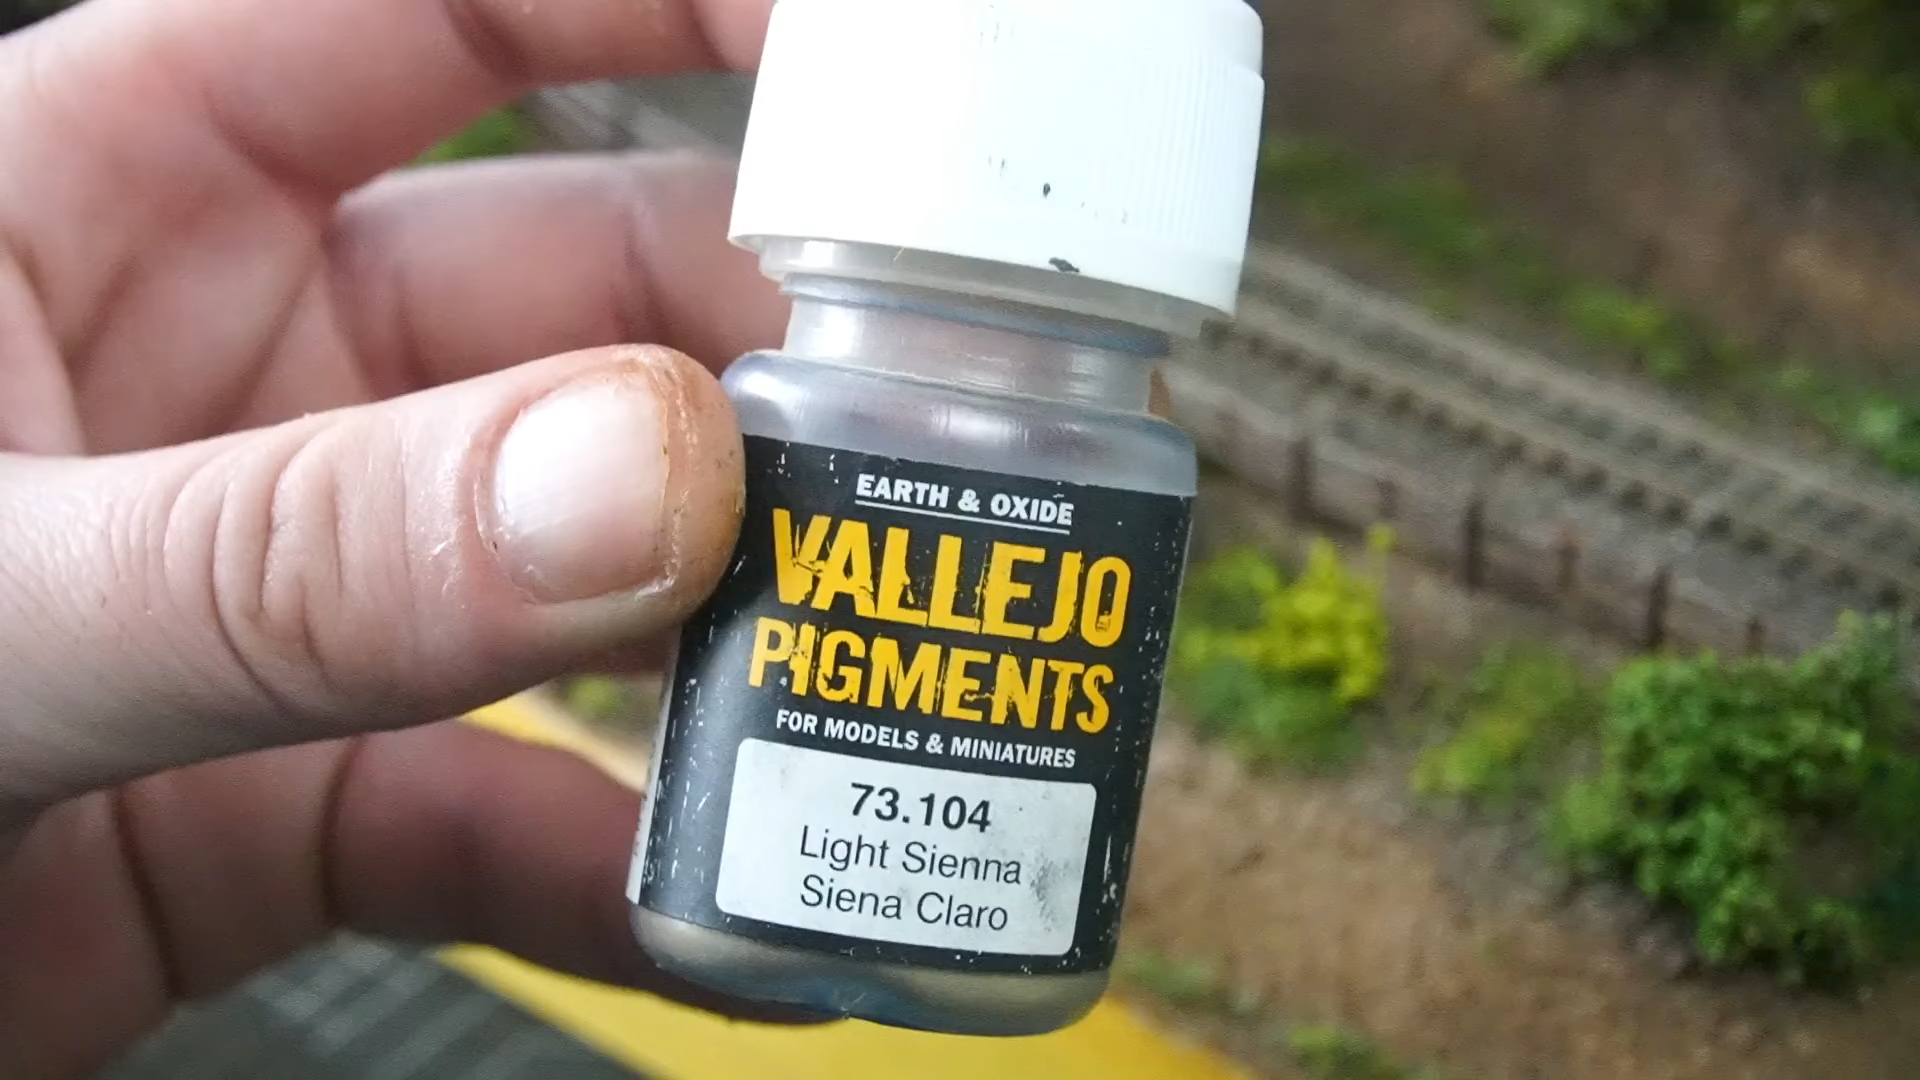 EARTH & OXIDE
VALLEJO
PIGMENTS
FOR MODELS & MINIATURES
73.104
Light Sienna
Siena Claro